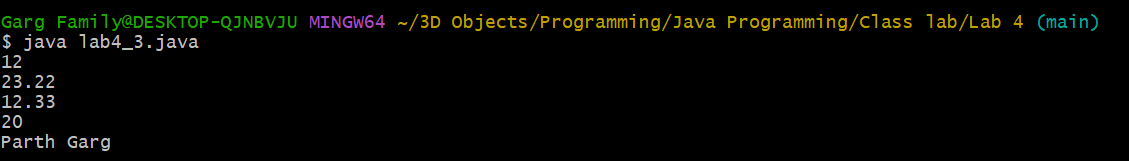 Garg Family@DESKTOP-QJNBVJU MINGW64 ~/3D Objects/Programming/Java Programming/Class lab/Lab 4 (main)
$ java lab4_3.java
12
23.22
12.33
20
Parth Garg